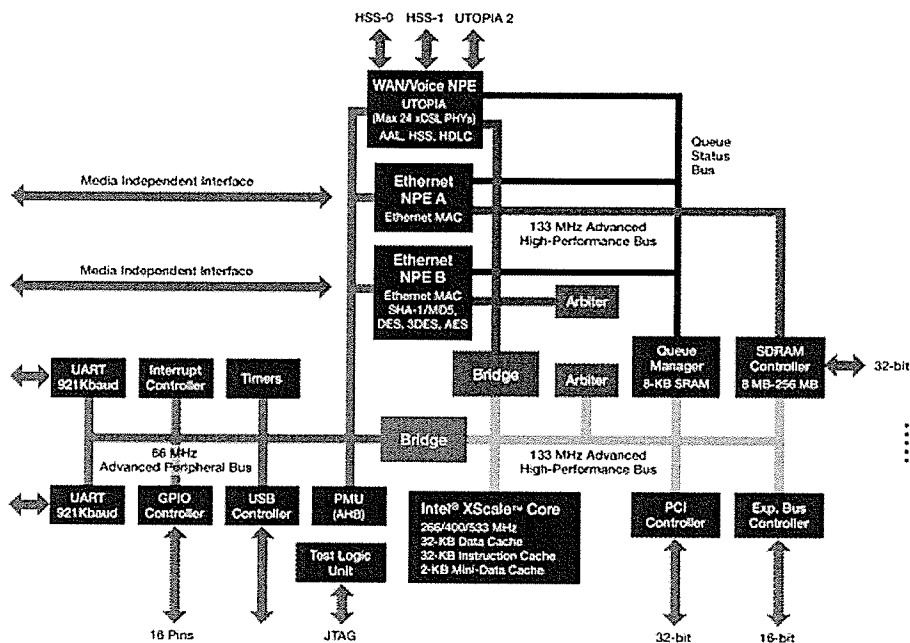 HSS-0 HSS-1 UTOPIA 2
WAN/Voice NPE
UTOPIA
(Max 24 xDSL PHYs)
AAL, HSS, HDLC
Queue
Status
Bus
Media Independent Interface
Ethernet
NPE A
Ethernet MAC
133 MHz Advanced
High-Performance Bus
Media Independent Interface
Ethernet
NPE B
Ethernet MAC
SHA-1/MD5,
DES, 3DES, AES
Arbiter
UART
921Kbaud
Interrupt
Controller
Timers
Bridge
Arbiter
Queue
Manager
8-KB SRAM
SDRAM
Controller
8 MB-256 MB
32-bit
Bridge
66 MHz
Advanced Peripheral Bus
133 MHz Advanced
High-Performance Bus
UART
921Kbaud
GPIO
Controller
USB
Controller
PMU
(AHB)
Intel® XScale™ Core
266/400/533 MHz
32-KB Data Cache
32-KB Instruction Cache
2-KB Mini-Data Cache
PCI
Controller
Exp. Bus
Controller
Test Logic
Unit
16 Pins
JTAG
32-bit
16-bit